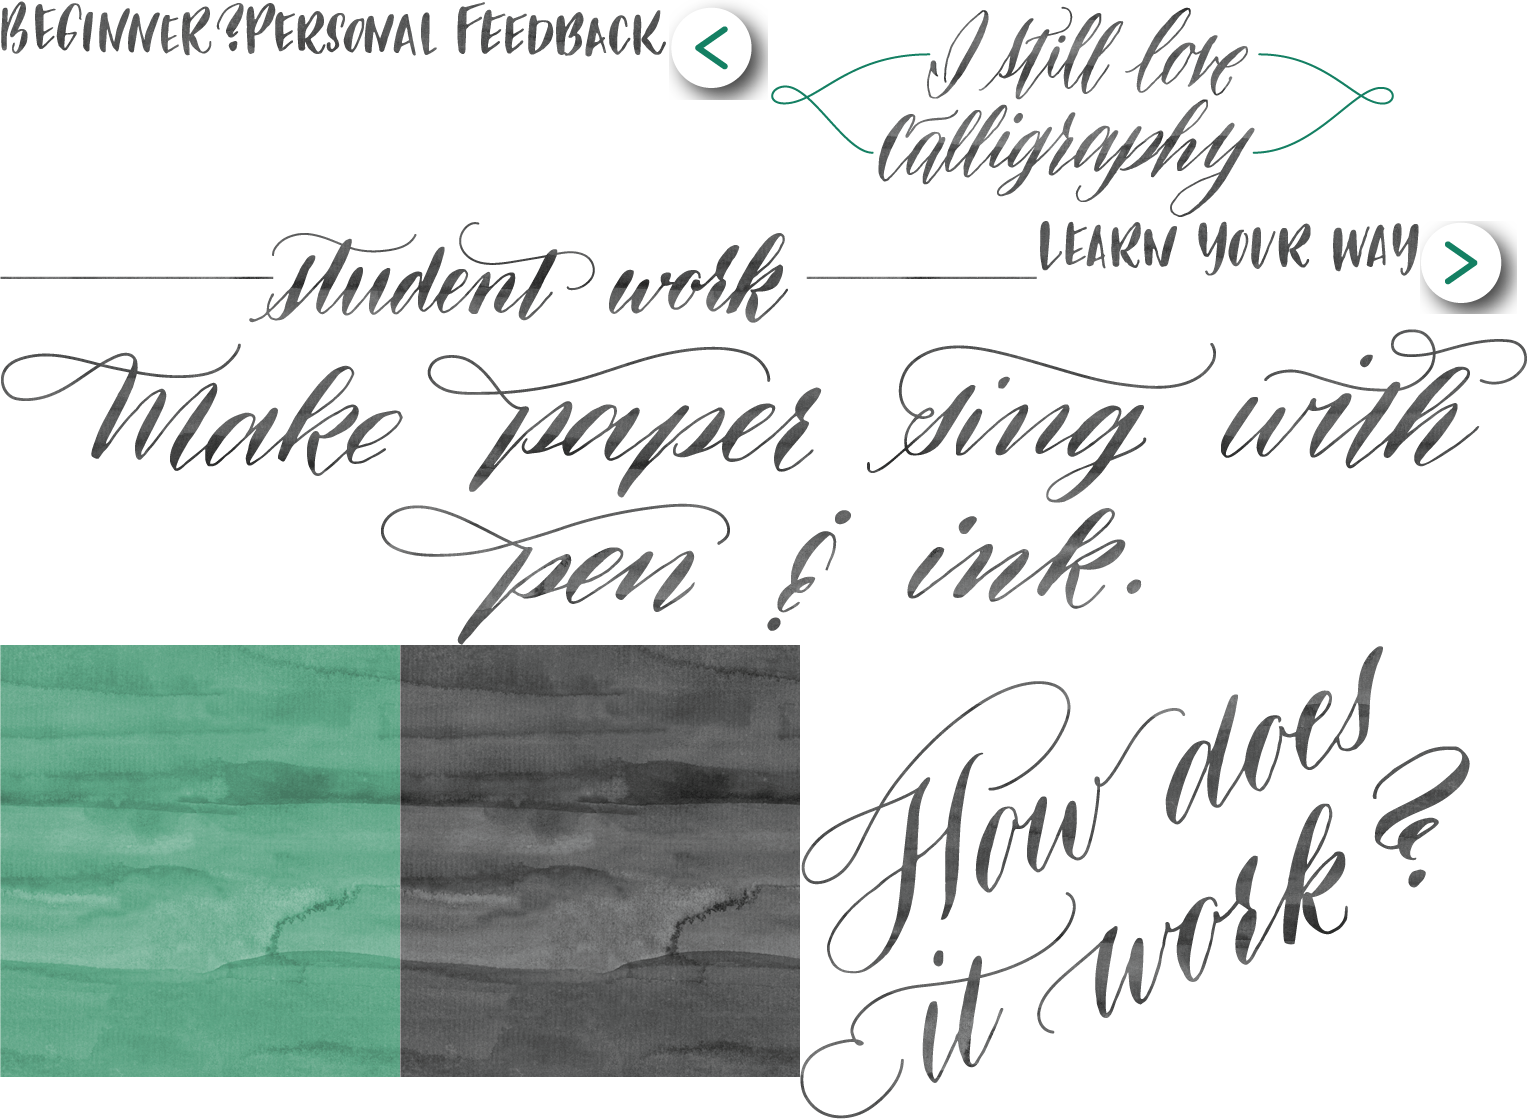 BEGINNER?
PERSONAL FEEDBACK
I still love
Calligraphy
student work
LEARN YOUR WAY
Make paper sing with
pen & ink.
How does
it work?